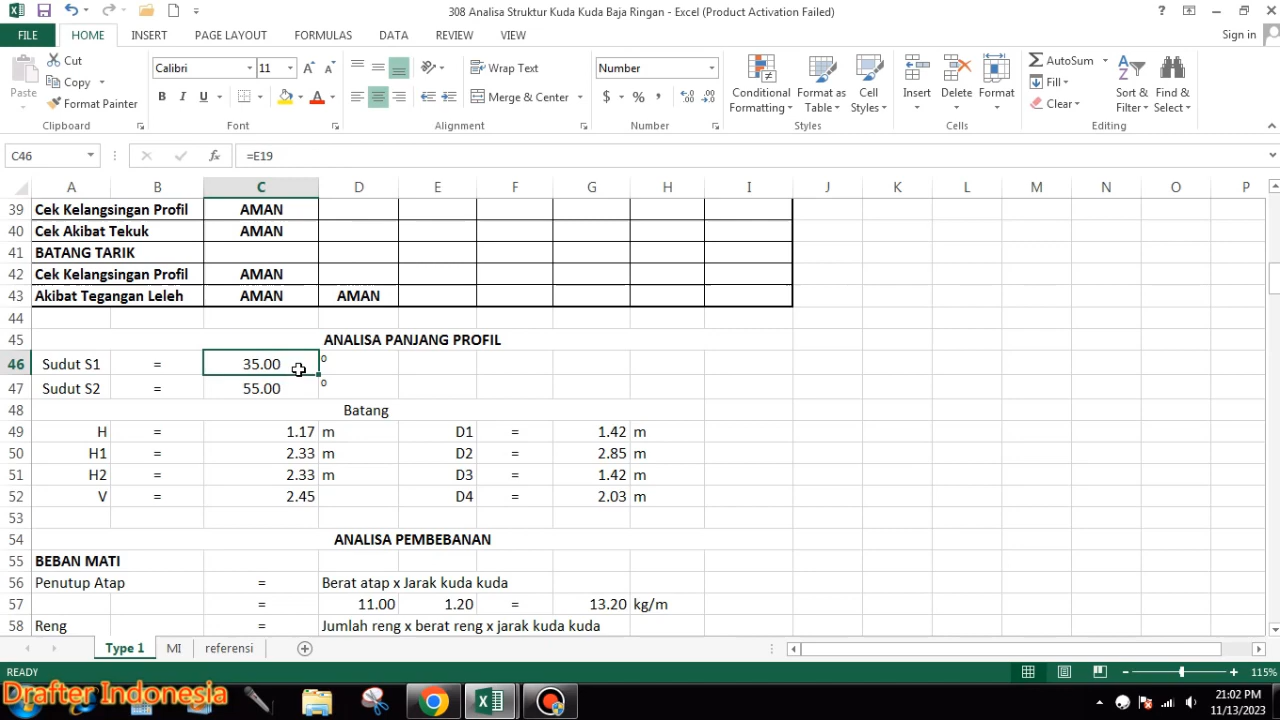 308 Analisa Struktur Kuda Kuda Baja Ringan - Excel (Product Activation Failed)
FILE HOME INSERT PAGE LAYOUT FORMULAS DATA REVIEW VIEW Sign in
Paste Cut Copy Format Painter Clipboard
Calibri 11 B I U Font
Wrap Text Merge & Center Alignment
Number $ % , Number
Conditional Formatting Format as Table Cell Styles Styles
Insert Delete Format Cells
AutoSum Fill Clear Sort & Filter Find & Select Editing
C46 fx =E19
A B C D E F G H I J K L M N O P
39 Cek Kelangsingan Profil AMAN
40 Cek Akibat Tekuk AMAN
41 BATANG TARIK
42 Cek Kelangsingan Profil AMAN
43 Akibat Tegangan Leleh AMAN AMAN
44
45 ANALISA PANJANG PROFIL
46 Sudut S1 = 35.00 0
47 Sudut S2 = 55.00 0
48 Batang
49 H = 1.17 m D1 = 1.42 m
50 H1 = 2.33 m D2 = 2.85 m
51 H2 = 2.33 m D3 = 1.42 m
52 V = 2.45 D4 = 2.03 m
53
54 ANALISA PEMBEBANAN
55 BEBAN MATI
56 Penutup Atap = Berat atap x Jarak kuda kuda
57 = 11.00 1.20 = 13.20 kg/m
58 Reng = Jumlah reng x berat reng x jarak kuda kuda
Type 1 MI referensi
READY 115%
Drafter Indonesia
21:02 PM
11/13/2023